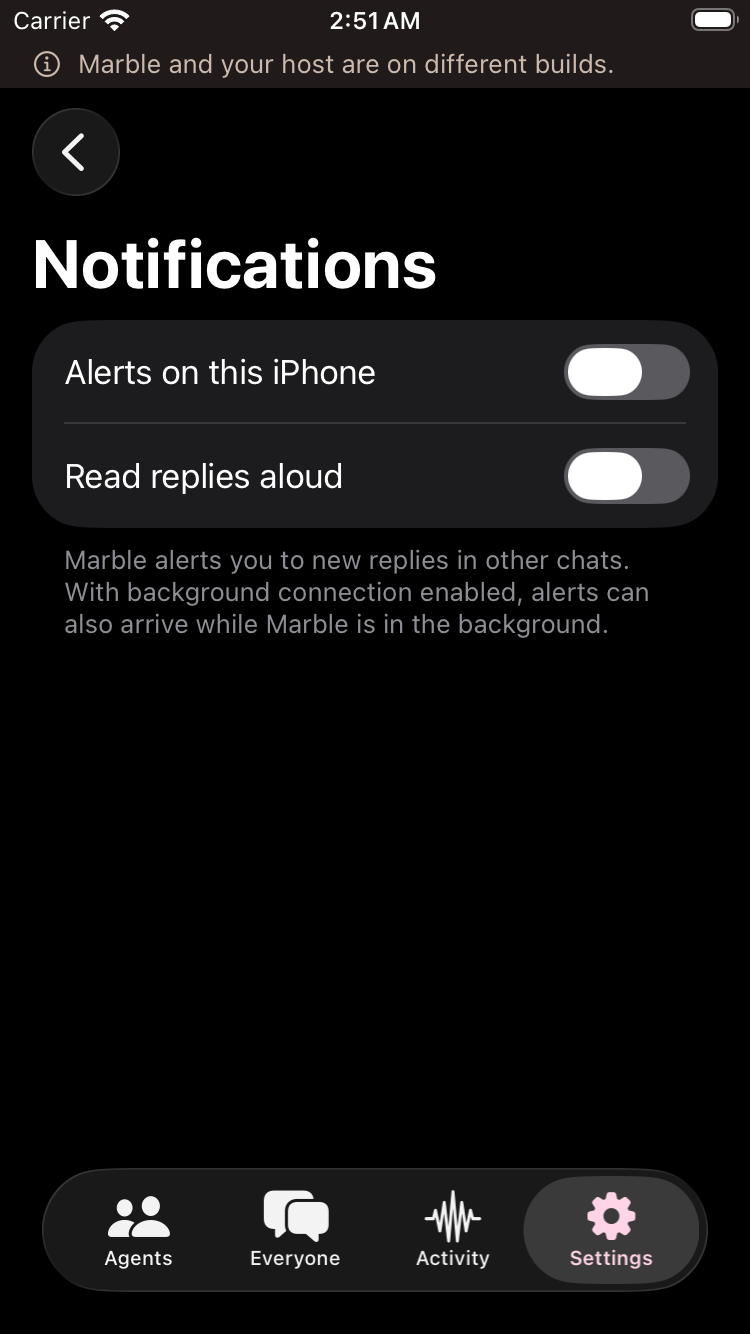 Carrier 2:51 AM
Marble and your host are on different builds.
Notifications
Alerts on this iPhone
Read replies aloud
Marble alerts you to new replies in other chats.
With background connection enabled, alerts can
also arrive while Marble is in the background.
Agents Everyone Activity Settings